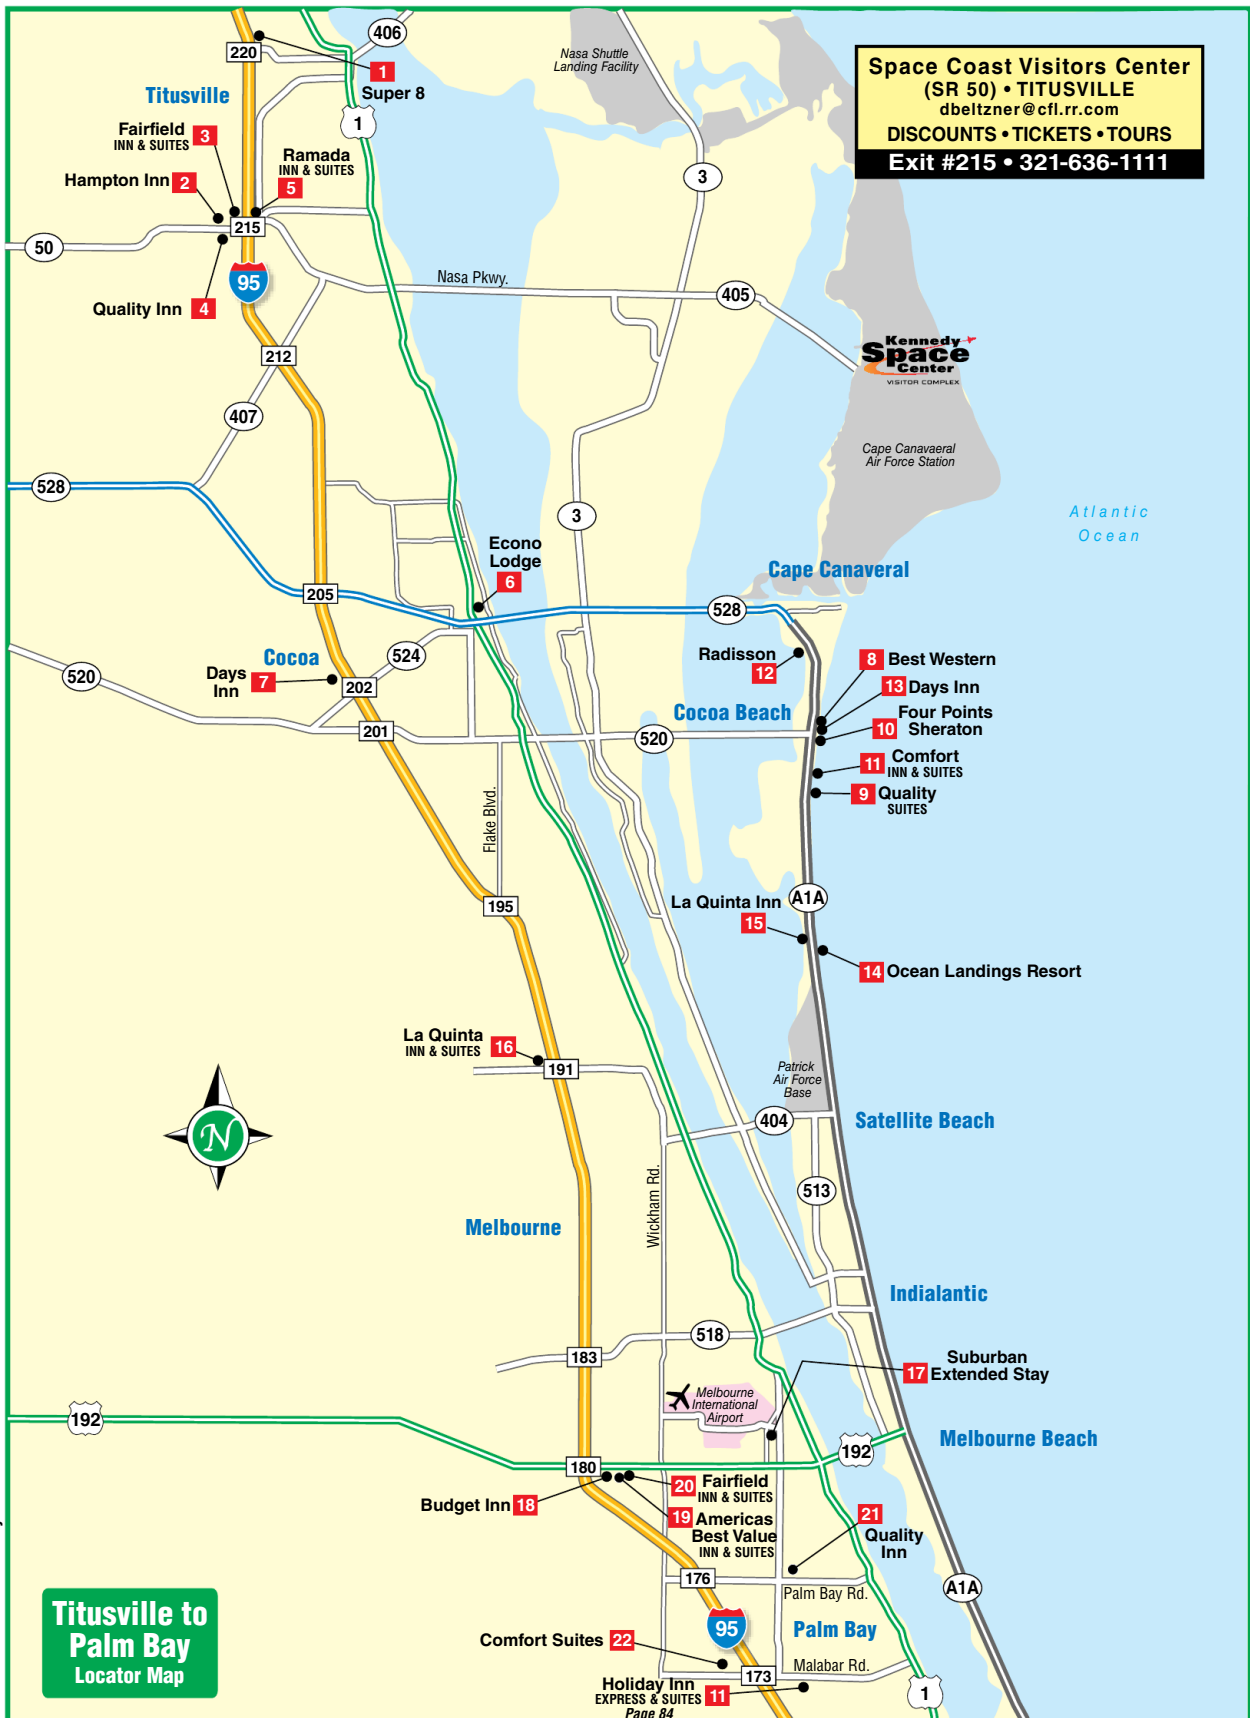 406
Nasa Shuttle
Landing Facility
Space Coast Visitors Center
(SR 50) • TITUSVILLE
dbeltzner@cfl.rr.com
DISCOUNTS • TICKETS • TOURS
Exit #215 • 321-636-1111
220
1
Super 8
Titusville
1
Fairfield
INN & SUITES
3
Ramada
INN & SUITES
5
Hampton Inn 2
3
215
50
95
Nasa Pkwy.
405
Quality Inn 4
212
Kennedy
Space
Center
VISITOR COMPLEX
407
Cape Canavaeral
Air Force Station
528
3
Atlantic
Ocean
Econo
Lodge
6
Cape Canaveral
205
528
Cocoa
524
520
Days
Inn
7
202
Radisson
12
8 Best Western
13 Days Inn
Cocoa Beach
10 Four Points
Sheraton
201
520
11 Comfort
INN & SUITES
9 Quality
SUITES
Flake Blvd.
195
La Quinta Inn
15
A1A
14 Ocean Landings Resort
La Quinta
INN & SUITES
16
191
Patrick
Air Force
Base
N
404
Satellite Beach
513
Wickham Rd.
Melbourne
Indialantic
518
183
Suburban
17 Extended Stay
Melbourne
International
Airport
192
192
Melbourne Beach
180
20 Fairfield
INN & SUITES
Budget Inn 18
19 Americas
Best Value
INN & SUITES
21
Quality
Inn
176
Palm Bay Rd.
A1A
Titusville to
Palm Bay
Locator Map
95
Palm Bay
Comfort Suites 22
Malabar Rd.
173
Holiday Inn
EXPRESS & SUITES
11
Page 84
1